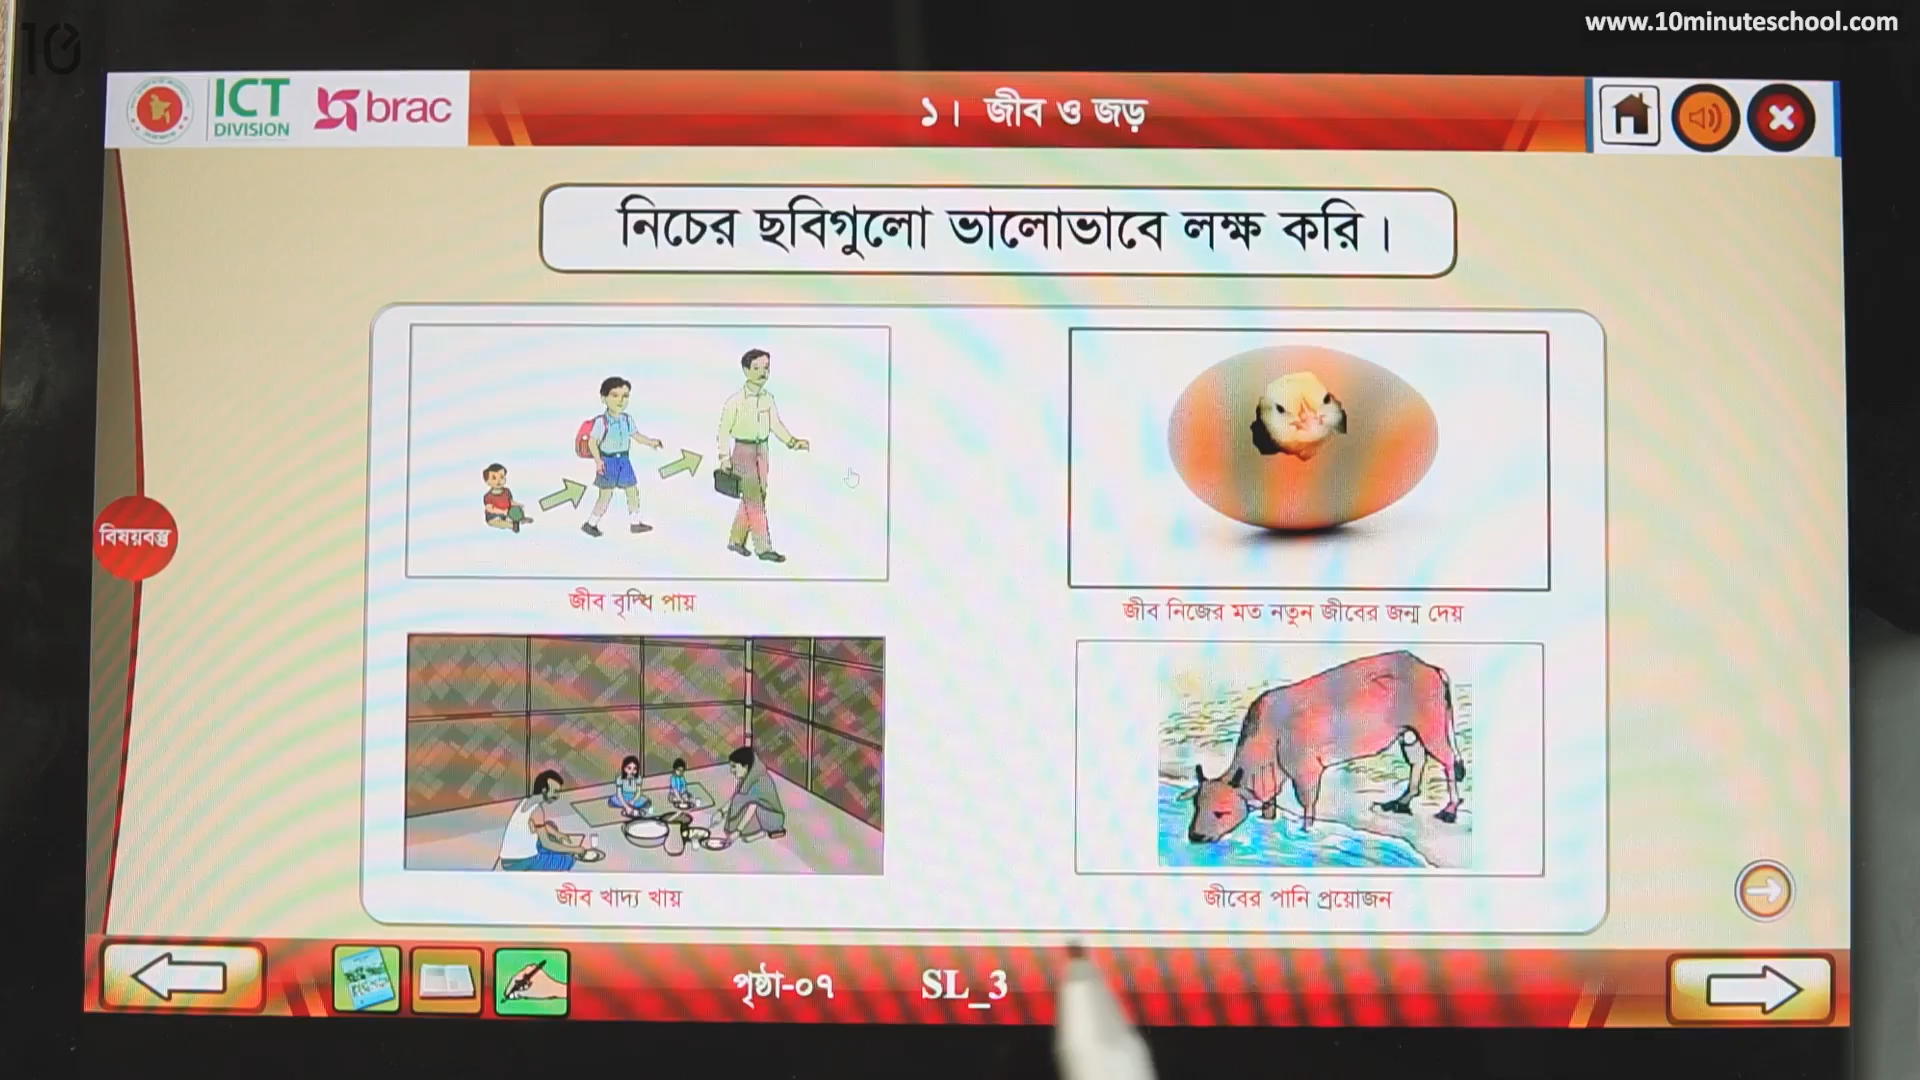 10
www.10minuteschool.com
ICT
DIVISION
brac
১। জীব ও জড়
নিচের ছবিগুলো ভালোভাবে লক্ষ করি।
জীব বৃদ্ধি পায়
জীব নিজের মত নতুন জীবের জন্ম দেয়
বিষয়বস্তু
জীব খাদ্য খায়
জীবের পানি প্রয়োজন
পৃষ্ঠা-০৭
SL_3